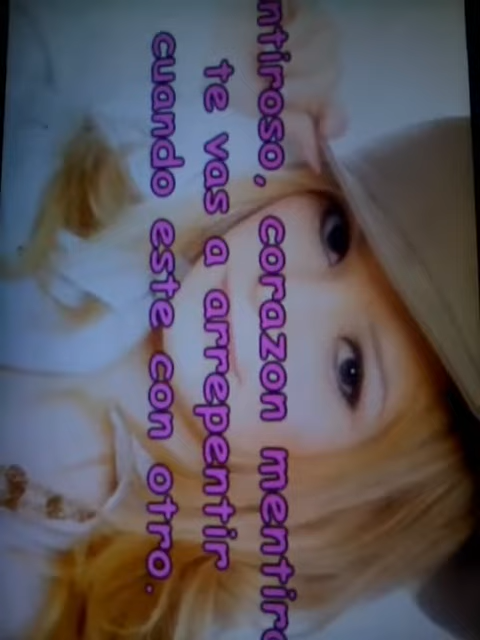 ntiroso, corazon mentiro
te vas a arrepentir
cuando este con otro.